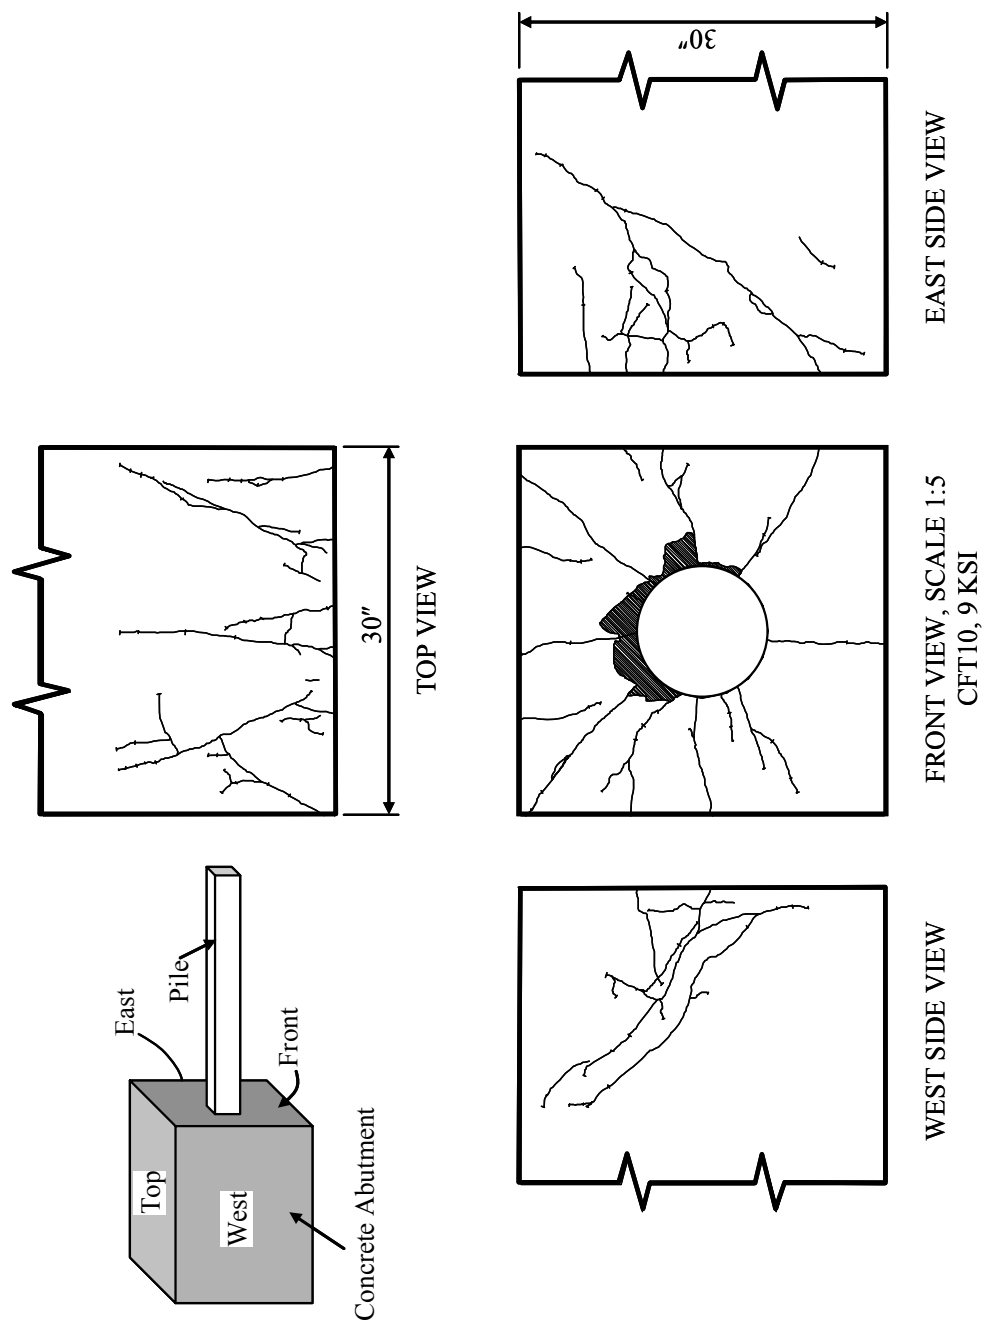 East
Pile
Top
West
Front
Concrete Abutment
30"
TOP VIEW
30"
WEST SIDE VIEW
FRONT VIEW, SCALE 1:5
CFT10, 9 KSI
EAST SIDE VIEW